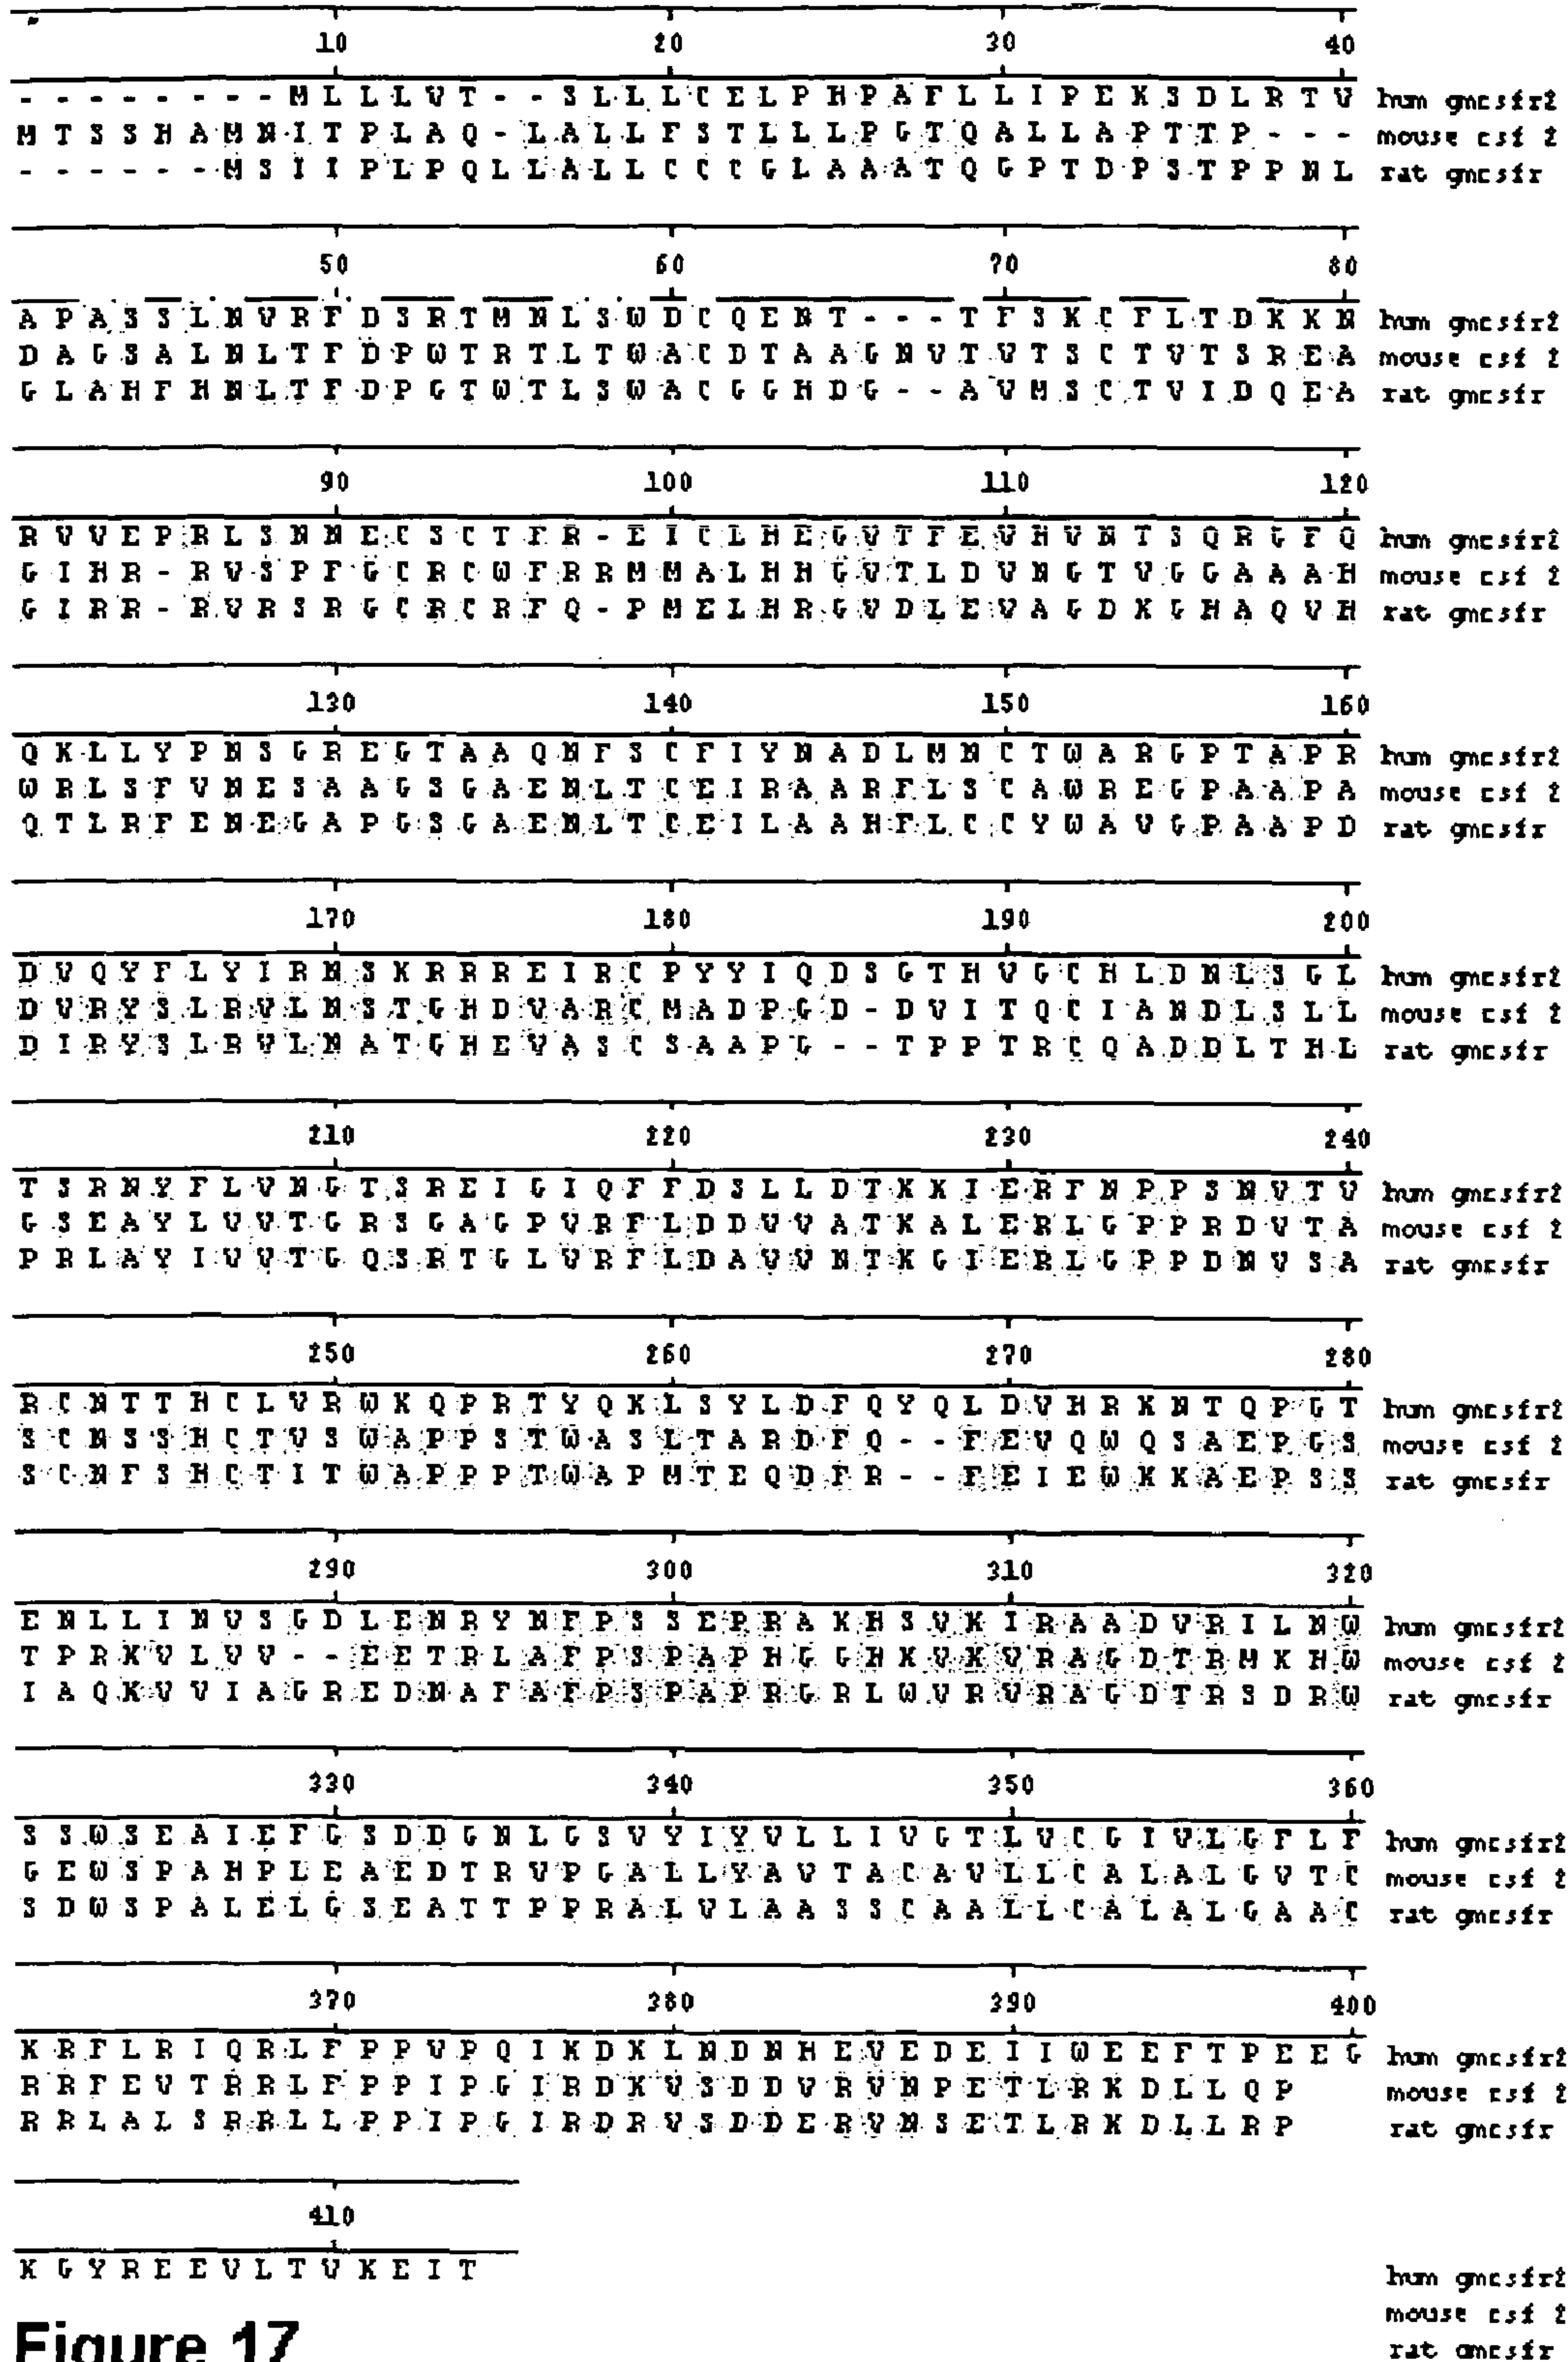 10 20 30 40
- - - - - - - - M L L L V T - - S L L L C E L P H P A F L L I P E K S D L R T V hum gmcsfr2
M T S S H A M N I T P L A Q - L A L L F S T L L L P G T Q A L L A P T T P - - - mouse csf 2
- - - - - - M S I I P L P Q L L A L L C C C G L A A A T Q G P T D P S T P P N L rat gmcsfr
50 60 70 80
A P A S S L N V R F D S R T M N L S W D C Q E N T - - - T F S K C F L T D K K N hum gmcsfr2
D A G S A L N L T F D P W T R T L T W A C D T A A G N V T V T S C T V T S R E A mouse csf 2
G L A H F H N L T F D P G T W T L S W A C G G H D G - - A V M S C T V I D Q E A rat gmcsfr
90 100 110 120
R V V E P R L S N N E C S C T F R - E I C L H E G V T F E V H V N T S Q R G F Q hum gmcsfr2
G I H R - R V S P F G C R C W F R R M M A L H H G V T L D V N G T V G G A A A H mouse csf 2
G I R R - R V R S R G C R C R F Q - P M E L H R G V D L E V A G D K G H A Q V H rat gmcsfr
130 140 150 160
Q K L L Y P N S G R E G T A A Q N F S C F I Y N A D L M N C T W A R G P T A P R hum gmcsfr2
W R L S F V N E S A A G S G A E N L T C E I R A A R F L S C A W R E G P A A P A mouse csf 2
Q T L R F E N E G A P G S G A E N L T C E I L A A H F L C C Y W A V G P A A P D rat gmcsfr
170 180 190 200
D V Q Y F L Y I R N S K R R R E I R C P Y Y I Q D S G T H V G C H L D N L S G L hum gmcsfr2
D V R Y S L R V L N S T G H D V A R C M A D P G D - D V I T Q C I A N D L S L L mouse csf 2
D I R Y S L R V L N A T G H E V A S C S A A P G - - T P P T R C Q A D D L T H L rat gmcsfr
210 220 230 240
T S R N Y F L V N G T S R E I G I Q F F D S L L D T K K I E R F N P P S N V T V hum gmcsfr2
G S E A Y L V V T G R S G A G P V R F L D D V V A T K A L E R L G P P R D V T A mouse csf 2
P R L A Y I V V T G Q S R T G L V R F L D A V V N T K G I E R L G P P D N V S A rat gmcsfr
250 260 270 280
R C N T T H C L V R W K Q P R T Y Q K L S Y L D F Q Y Q L D V H R K N T Q P G T hum gmcsfr2
S C N S S H C T V S W A P P S T W A S L T A R D F Q - - F E V Q W Q S A E P G S mouse csf 2
S C N F S H C T I T W A P P P T W A P M T E Q D F R - - F E I E W K K A E P S S rat gmcsfr
290 300 310 320
E N L L I N V S G D L E N R Y N F P S S E P R A K H S V K I R A A D V R I L N W hum gmcsfr2
T P R K V L V V - - E E T R L A F P S P A P H G G H K V K V R A G D T R M K H W mouse csf 2
I A Q K V V I A G R E D N A F A F P S P A P R G R L W V R V R A G D T R S D R W rat gmcsfr
330 340 350 360
S S W S E A I E F G S D D G N L G S V Y I Y V L L I V G T L V C G I V L G F L F hum gmcsfr2
G E W S P A H P L E A E D T R V P G A L L Y A V T A C A V L L C A L A L G V T C mouse csf 2
S D W S P A L E L G S E A T T P P R A L V L A A S S C A A L L C A L A L G A A C rat gmcsfr
370 380 390 400
K R F L R I Q R L F P P V P Q I K D K L N D N H E V E D E I I W E E F T P E E G hum gmcsfr2
R R F E V T R R L F P P I P G I R D K V S D D V R V N P E T L R K D L L Q P mouse csf 2
R R L A L S R R L L P P I P G I R D R V S D D E R V N S E T L R K D L L R P rat gmcsfr
410
K G Y R E E V L T V K E I T hum gmcsfr2
mouse csf 2
rat gmcsfr
Figure 17